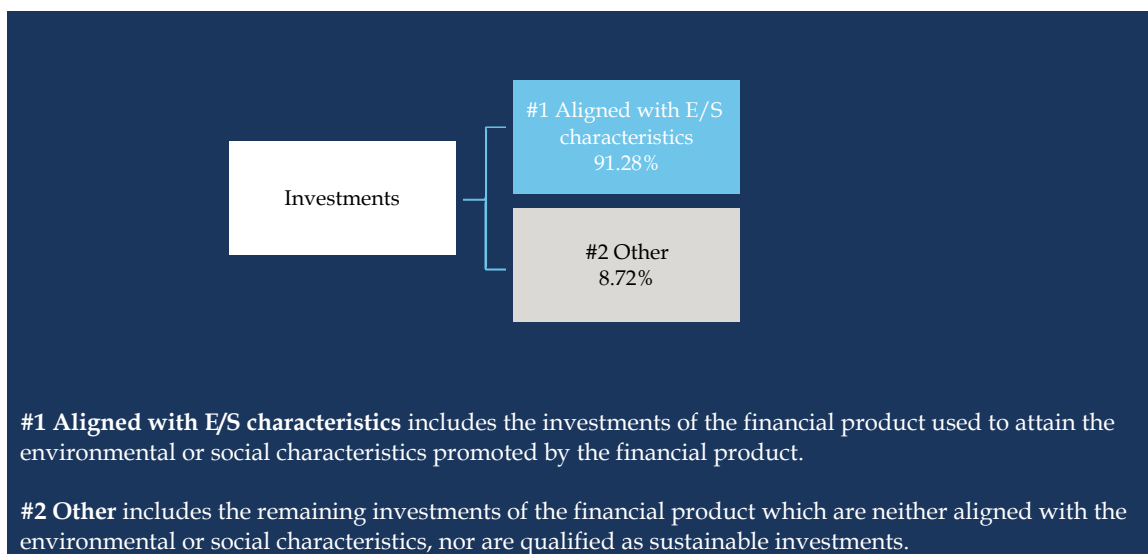 #1 Aligned with E/S
characteristics
91.28%
Investments
#2 Other
8.72%
#1 Aligned with E/S characteristics includes the investments of the financial product used to attain the
environmental or social characteristics promoted by the financial product.
#2 Other includes the remaining investments of the financial product which are neither aligned with the
environmental or social characteristics, nor are qualified as sustainable investments.